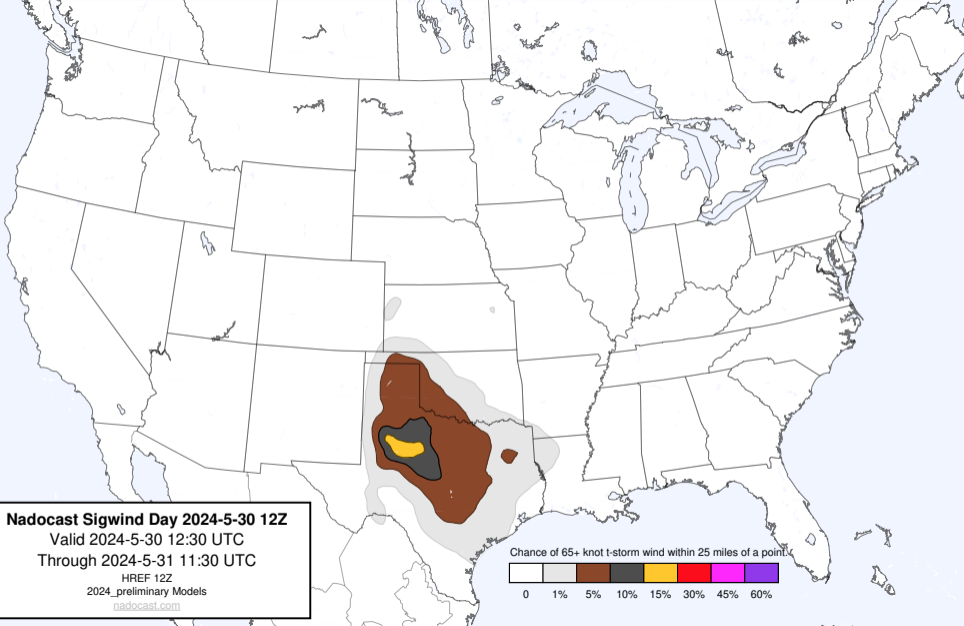 Nadocast Sigwind Day 2024-5-30 12Z
Valid 2024-5-30 12:30 UTC
Through 2024-5-31 11:30 UTC
HREF 12Z
2024_preliminary Models
nadocast.com
Chance of 65+ knot t-storm wind within 25 miles of a point.
0 1% 5% 10% 15% 30% 45% 60%